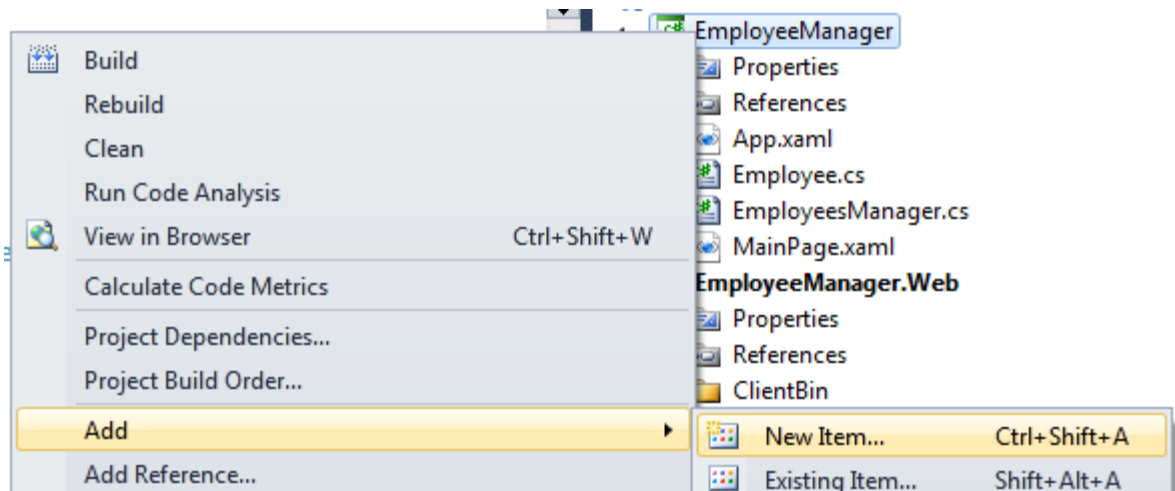 EmployeeManager
Properties
References
App.xaml
Employee.cs
EmployeesManager.cs
MainPage.xaml
EmployeeManager.Web
Properties
References
ClientBin
Build
Rebuild
Clean
Run Code Analysis
View in Browser Ctrl+Shift+W
Calculate Code Metrics
Project Dependencies...
Project Build Order...
Add
Add Reference...
New Item... Ctrl+Shift+A
Existing Item... Shift+Alt+A